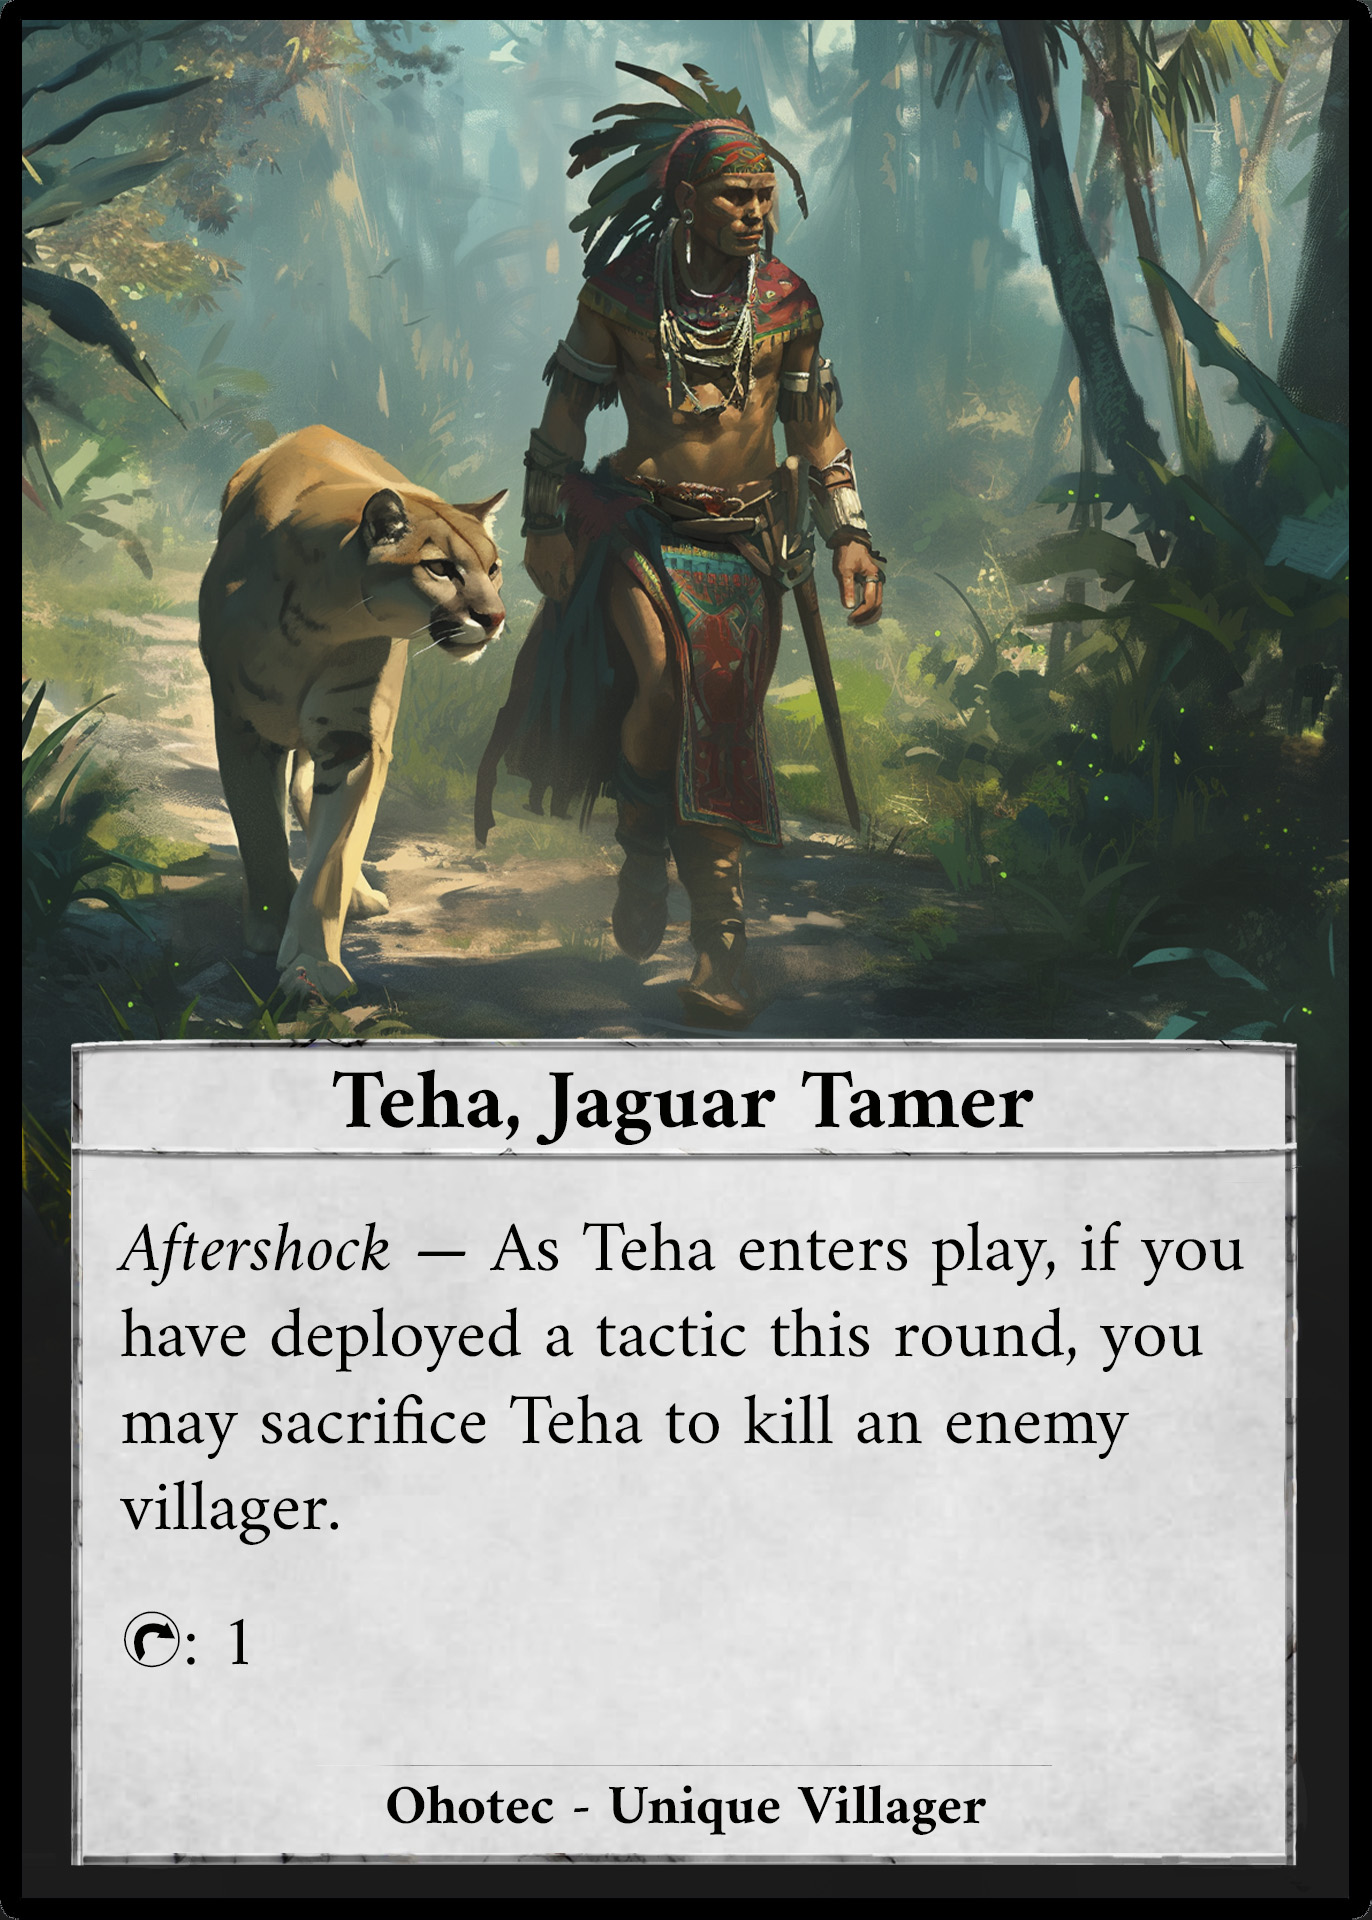 Teha, Jaguar Tamer
Aftershock — As Teha enters play, if you
have deployed a tactic this round, you
may sacrifice Teha to kill an enemy
villager.
: 1
Ohotec - Unique Villager